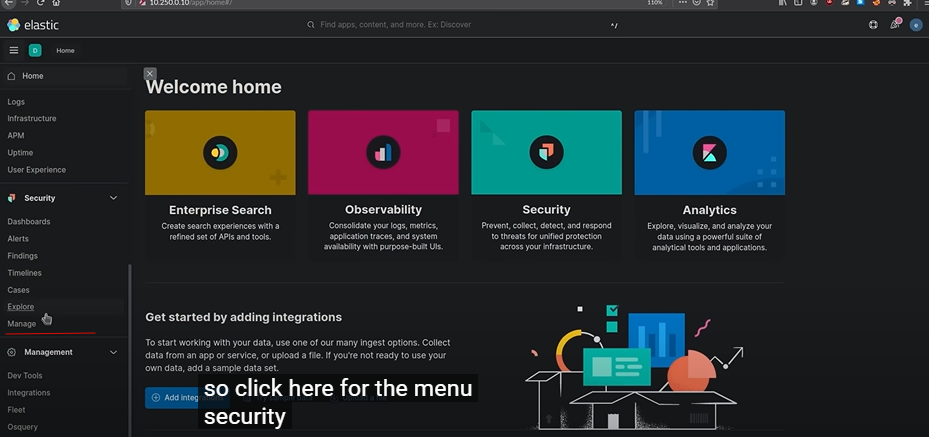 10.250.0.10/app/home#/
110%
elastic
Find apps, content, and more. Ex: Discover
^/
e
D
Home
Home
Logs
Infrastructure
APM
Uptime
User Experience
Security
Dashboards
Alerts
Findings
Timelines
Cases
Explore
Manage
Management
Dev Tools
Integrations
Fleet
Osquery
Welcome home
Enterprise Search
Create search experiences with a
refined set of APIs and tools.
Observability
Consolidate your logs, metrics,
application traces, and system
availability with purpose-built UIs.
Security
Prevent, collect, detect, and respond
to threats for unified protection
across your infrastructure.
Analytics
Explore, visualize, and analyze your
data using a powerful suite of
analytical tools and applications.
Get started by adding integrations
To start working with your data, use one of our many ingest options. Collect
data from an app or service, or upload a file. If you're not ready to use your
own data, add a sample data set.
Add integ
so click here for the menu
security